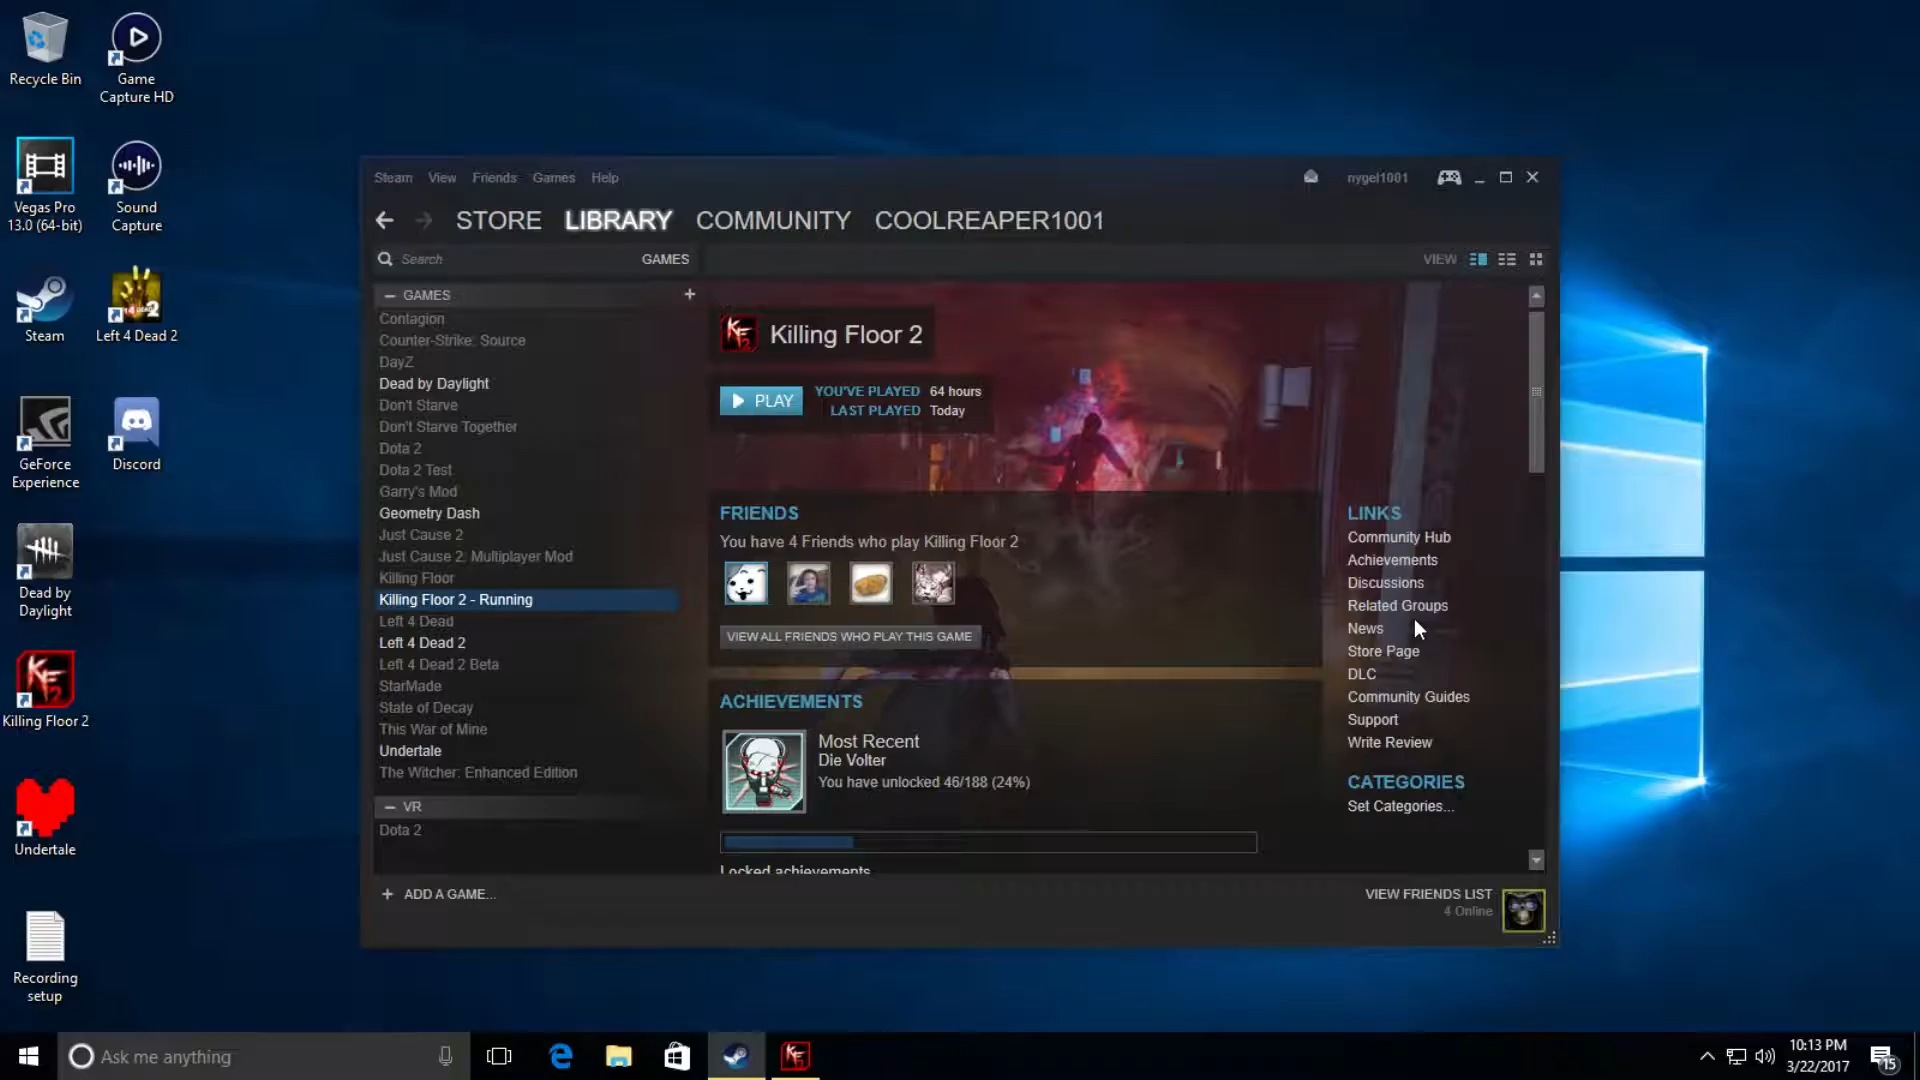 Recycle Bin
Game
Capture HD
Vegas Pro
13.0 (64-bit)
Sound
Capture
Steam
Left 4 Dead 2
GeForce
Experience
Discord
Dead by
Daylight
Killing Floor 2
Undertale
Recording
setup
Steam View Friends Games Help
nygel1001
STORE LIBRARY COMMUNITY COOLREAPER1001
Search
GAMES
VIEW
GAMES
Contagion
Counter-Strike: Source
DayZ
Dead by Daylight
Don't Starve
Don't Starve Together
Dota 2
Dota 2 Test
Garry's Mod
Geometry Dash
Just Cause 2
Just Cause 2: Multiplayer Mod
Killing Floor
Killing Floor 2 - Running
Left 4 Dead
Left 4 Dead 2
Left 4 Dead 2 Beta
StarMade
State of Decay
This War of Mine
Undertale
The Witcher: Enhanced Edition
VR
Dota 2
ADD A GAME...
KF2
Killing Floor 2
PLAY
YOU'VE PLAYED 64 hours
LAST PLAYED Today
FRIENDS
You have 4 Friends who play Killing Floor 2
VIEW ALL FRIENDS WHO PLAY THIS GAME
ACHIEVEMENTS
Most Recent
Die Volter
You have unlocked 46/188 (24%)
Locked achievements
LINKS
Community Hub
Achievements
Discussions
Related Groups
News
Store Page
DLC
Community Guides
Support
Write Review
CATEGORIES
Set Categories...
VIEW FRIENDS LIST
4 Online
Ask me anything
10:13 PM
3/22/2017
15